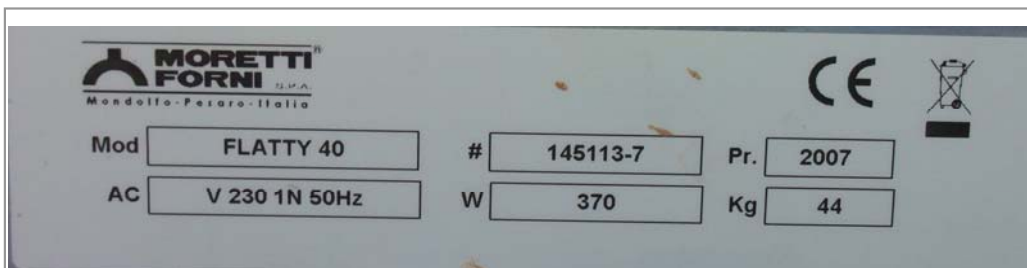 MORETTI
FORNI S.P.A.
Mondolfo-Pesaro-Italia
CE
Mod FLATTY 40 # 145113-7 Pr. 2007
AC V 230 1N 50Hz W 370 Kg 44